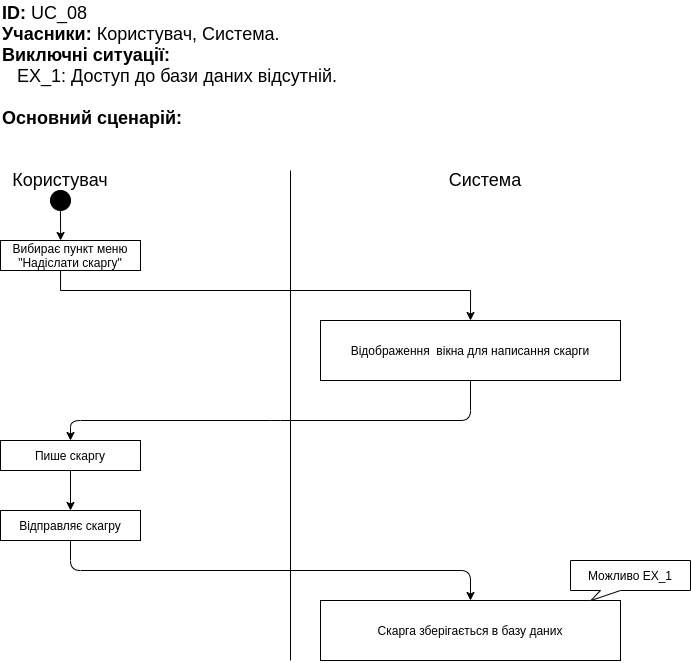 ID: UC_08
Учасники: Користувач, Система.
Виключні ситуації:
EX_1: Доступ до бази даних відсутній.
Основний сценарій:
Користувач
Система
Вибирає пункт меню
"Надіслати скаргу"
Відображення вікна для написання скарги
Пише скаргу
Відправляє скагру
Можливо EX_1
Скарга зберігається в базу даних